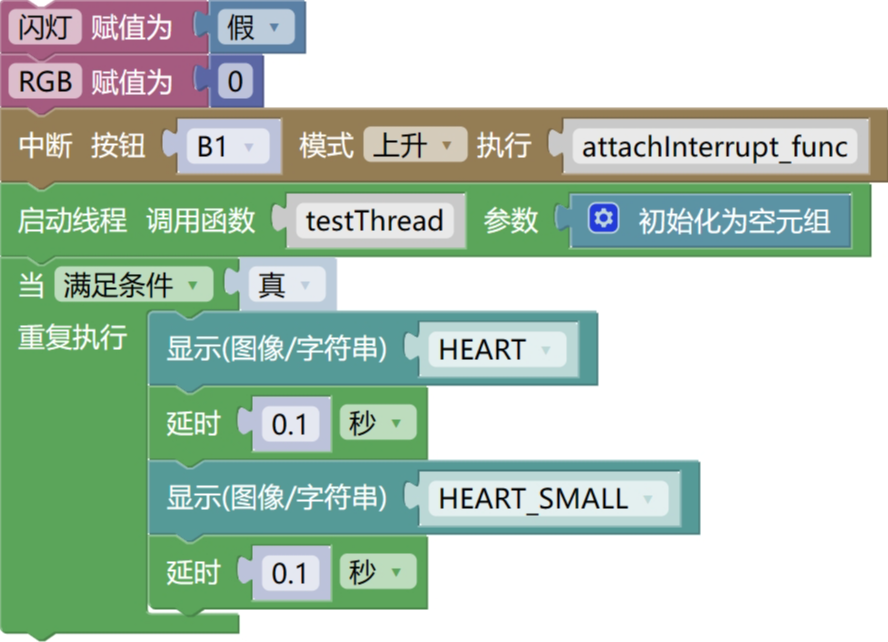 闪灯 赋值为 假
RGB 赋值为 0
中断 按钮 B1 模式 上升 执行 attachInterrupt_func
启动线程 调用函数 testThread 参数 初始化为空元组
当 满足条件 真
重复执行 显示(图像/字符串) HEART
延时 0.1 秒
显示(图像/字符串) HEART_SMALL
延时 0.1 秒